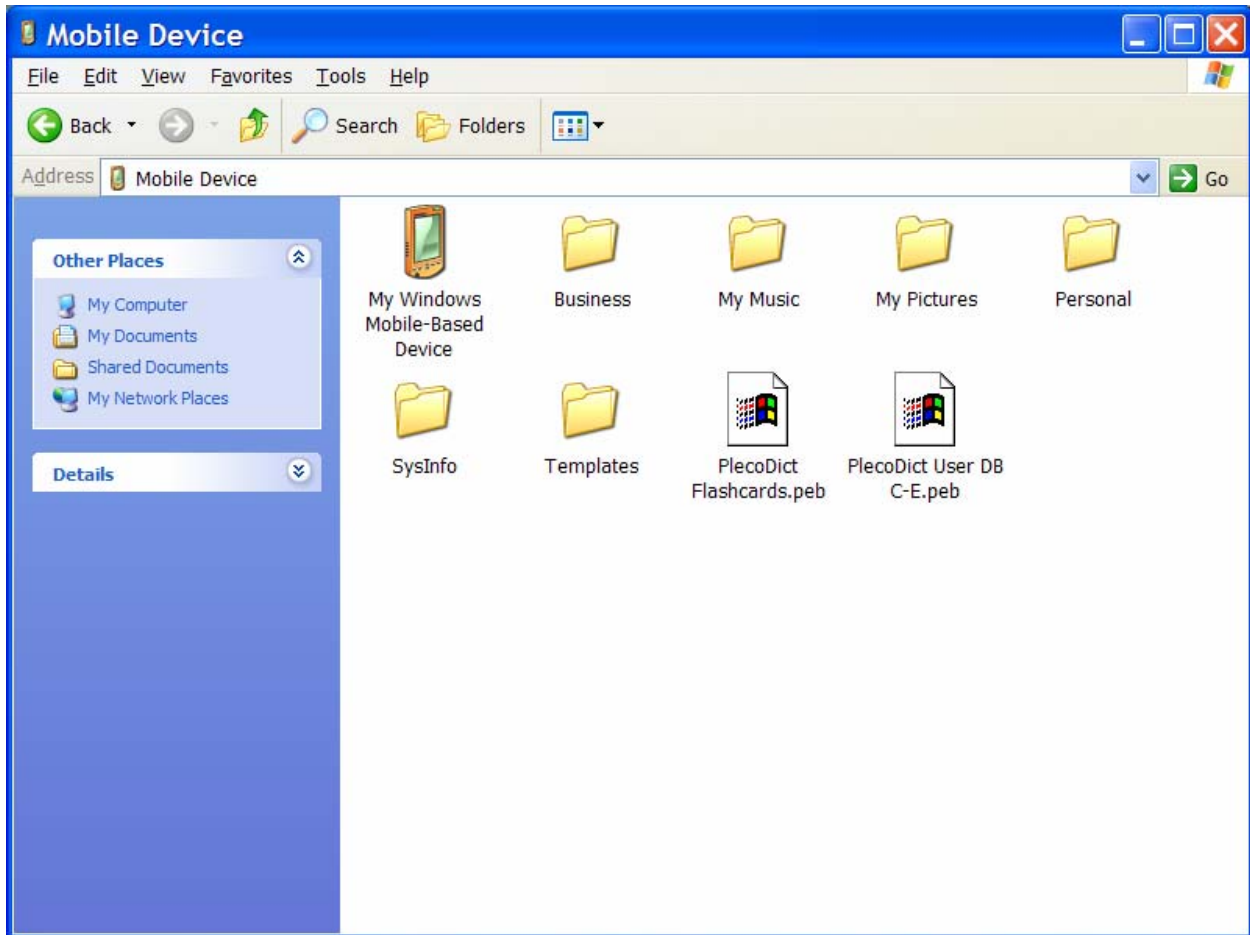 Mobile Device
File Edit View Favorites Tools Help
Back Search Folders
Address Mobile Device Go
Other Places
My Computer
My Documents
Shared Documents
My Network Places
Details
My Windows
Mobile-Based
Device
Business
My Music
My Pictures
Personal
SysInfo
Templates
PlecoDict
Flashcards.peb
PlecoDict User DB
C-E.peb